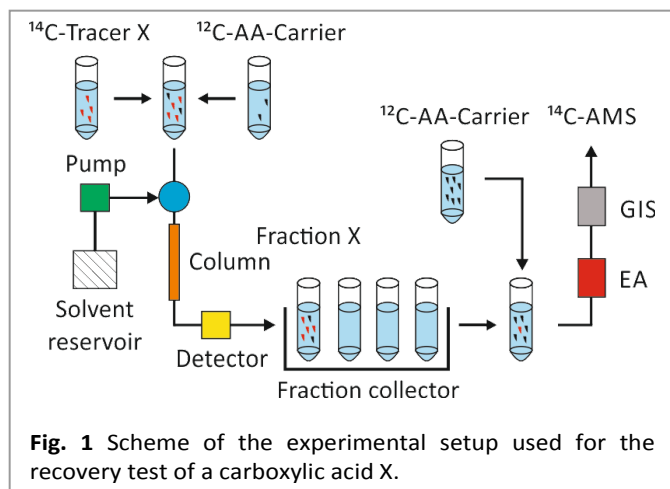 ¹⁴C-Tracer X
¹²C-AA-Carrier
¹²C-AA-Carrier
¹⁴C-AMS
Pump
GIS
Fraction X
Column
EA
Solvent
reservoir
Detector
Fraction collector
Fig. 1 Scheme of the experimental setup used for the
recovery test of a carboxylic acid X.